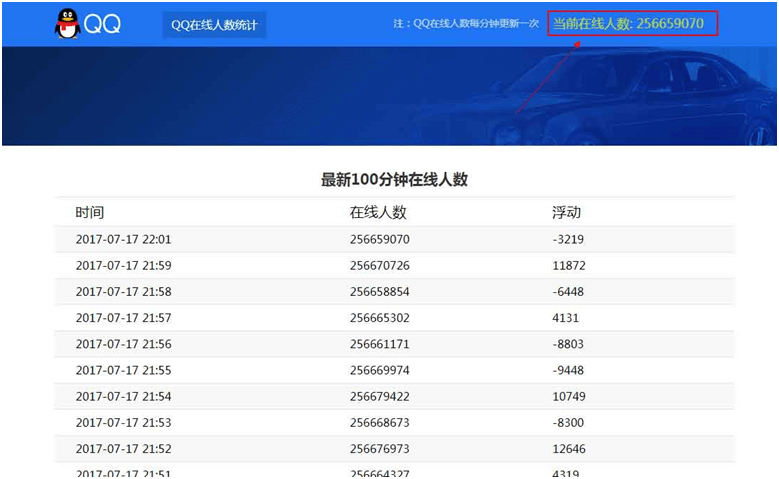 QQ QQ在线人数统计 注：QQ在线人数每分钟更新一次 当前在线人数: 256659070
最新100分钟在线人数
时间 在线人数 浮动
2017-07-17 22:01 256659070 -3219
2017-07-17 21:59 256670726 11872
2017-07-17 21:58 256658854 -6448
2017-07-17 21:57 256665302 4131
2017-07-17 21:56 256661171 -8803
2017-07-17 21:55 256669974 -9448
2017-07-17 21:54 256679422 10749
2017-07-17 21:53 256668673 -8300
2017-07-17 21:52 256676973 12646
2017-07-17 21:51 256664327 4319